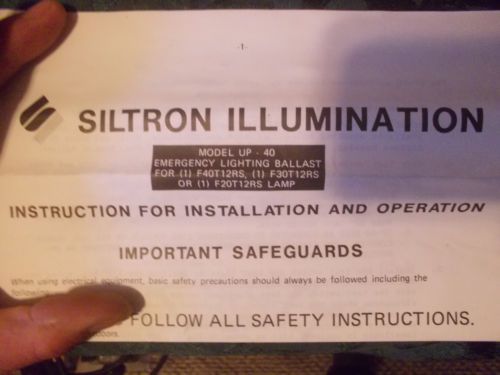 -1-
SILTRON ILLUMINATION
MODEL UP - 40
EMERGENCY LIGHTING BALLAST
FOR (1) F40T12RS, (1) F30T12RS
OR (1) F20T12RS LAMP
INSTRUCTION FOR INSTALLATION AND OPERATION
IMPORTANT SAFEGUARDS
When using electrical equipment, basic safety precautions should always be followed including the
following
FOLLOW ALL SAFETY INSTRUCTIONS.